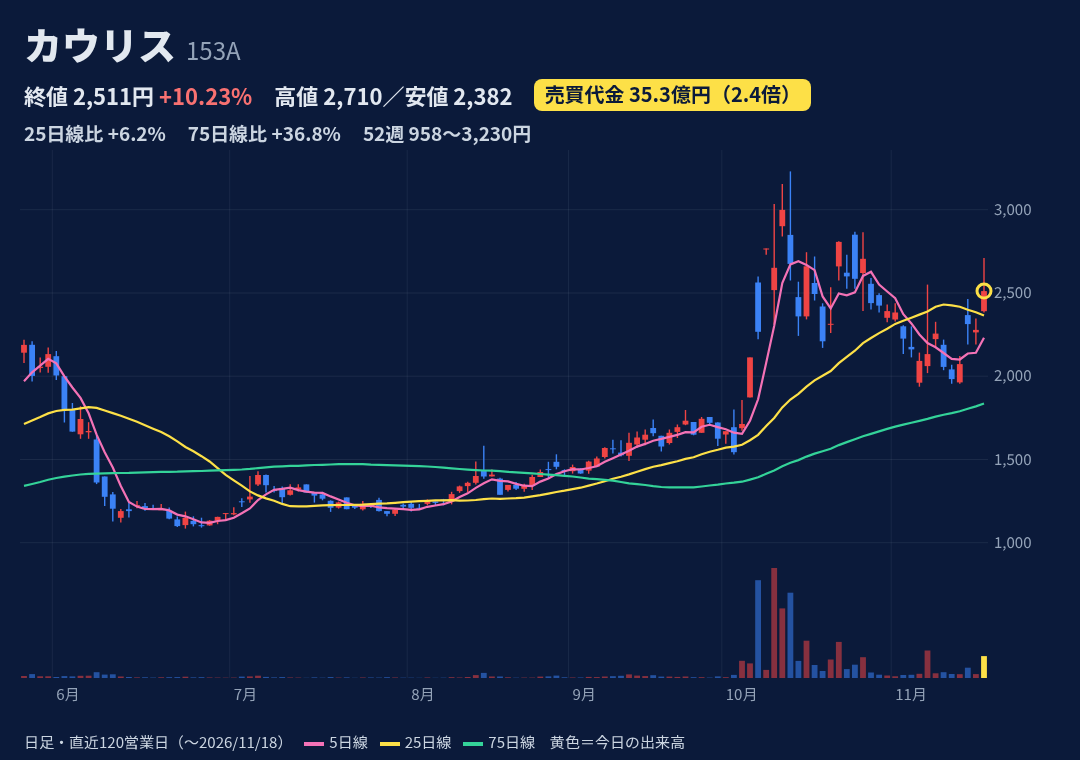 カウリス 153A
終値 2,511円 +10.23% 高値 2,710／安値 2,382 売買代金 35.3億円（2.4倍）
25日線比 +6.2% 75日線比 +36.8% 52週 958〜3,230円
3,000
2,500
2,000
1,500
1,000
6月 7月 8月 9月 10月 11月
日足・直近120営業日（〜2026/11/18） 5日線 25日線 75日線 黄色＝今日の出来高